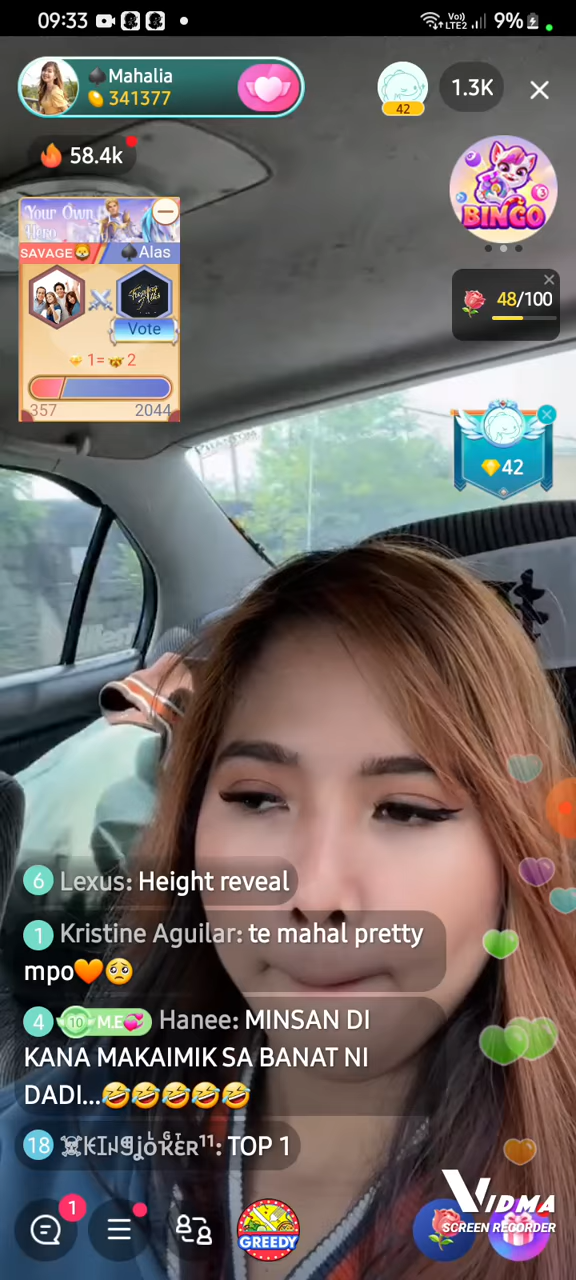 09:33 Vo)) LTE2 9%
♠Mahalia
341377
42
1.3K
🔥 58.4k
BINGO
Your Own Hero
SAVAGE🦁 ♠Alas
Vote
1= 2
357 2044
48/100
42
6 Lexus: Height reveal
1 Kristine Aguilar: te mahal pretty
mpo🧡🥺
4 10 M.E💞 Hanee: MINSAN DI
KANA MAKAIMIK SA BANAT NI
DADI...🤣🤣🤣🤣🤣
18 TOP 1
1
GREEDY
VIDMA
SCREEN RECORDER